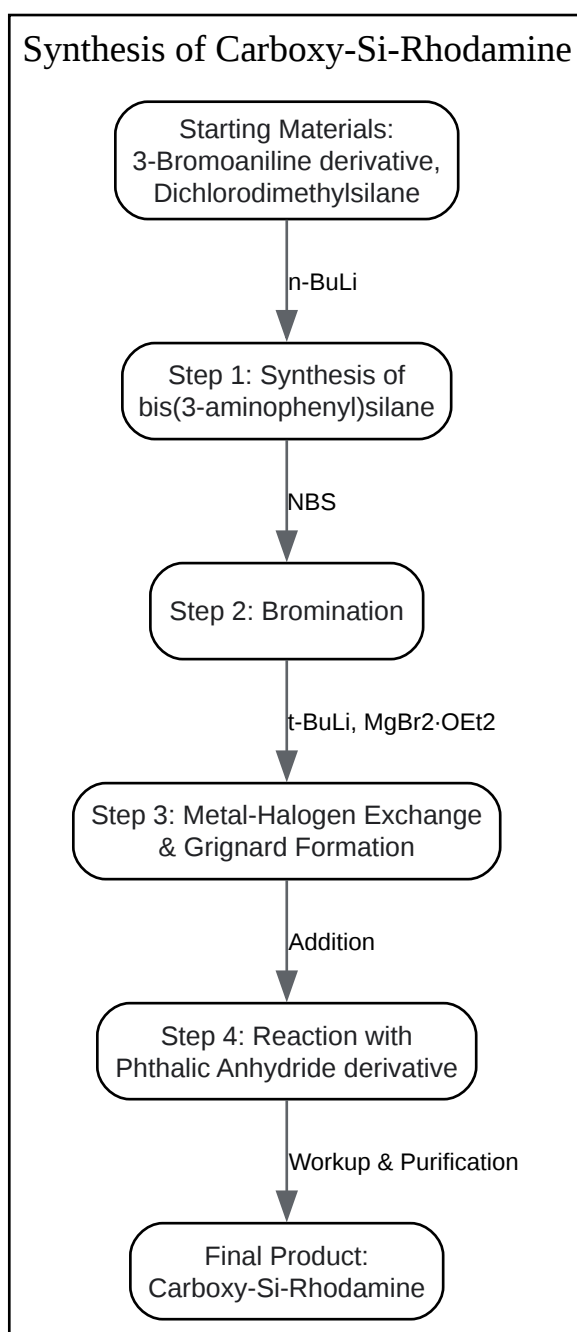 Synthesis of Carboxy-Si-Rhodamine
Starting Materials:
3-Bromoaniline derivative,
Dichlorodimethylsilane
n-BuLi
Step 1: Synthesis of
bis(3-aminophenyl)silane
NBS
Step 2: Bromination
t-BuLi, MgBr2·OEt2
Step 3: Metal-Halogen Exchange
& Grignard Formation
Addition
Step 4: Reaction with
Phthalic Anhydride derivative
Workup & Purification
Final Product:
Carboxy-Si-Rhodamine